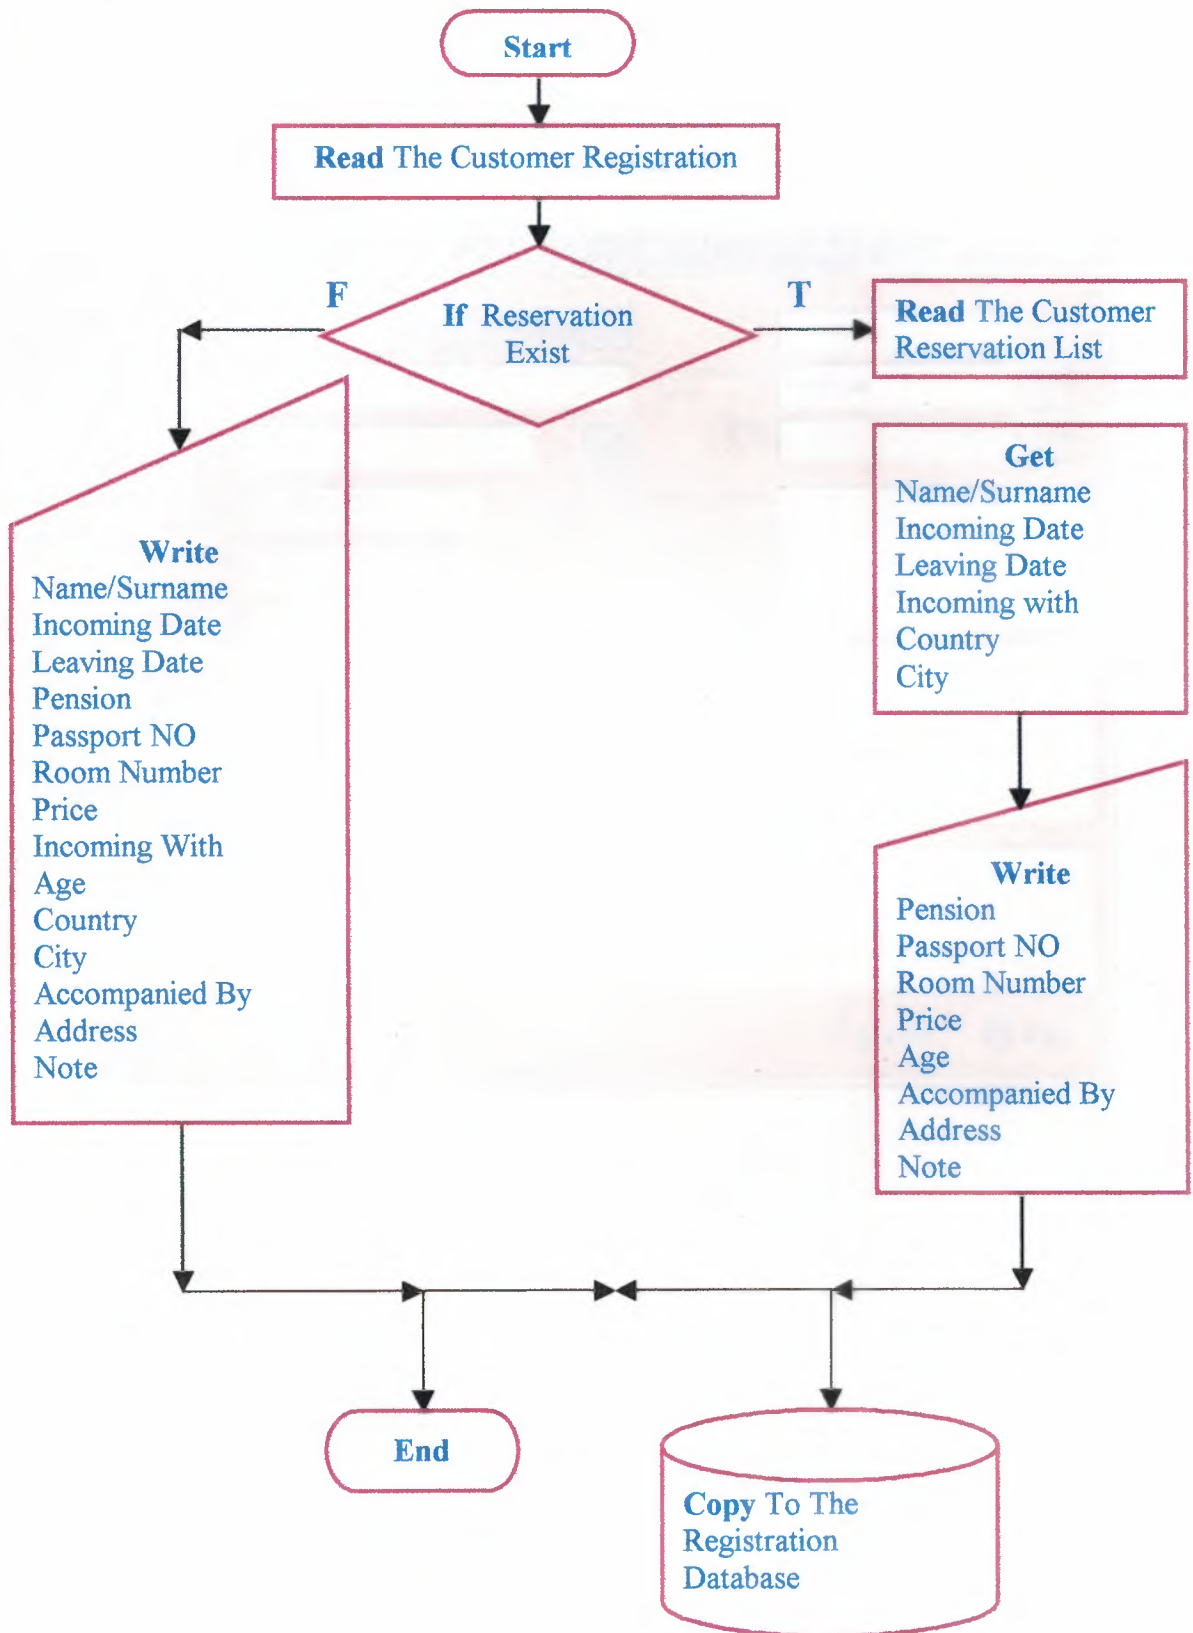 Start
Read The Customer Registration
F
T
If Reservation
Exist
Read The Customer
Reservation List
Get
Name/Surname
Incoming Date
Leaving Date
Incoming with
Country
City
Write
Name/Surname
Incoming Date
Leaving Date
Pension
Passport NO
Room Number
Price
Incoming With
Age
Country
City
Accompanied By
Address
Note
Write
Pension
Passport NO
Room Number
Price
Age
Accompanied By
Address
Note
End
Copy To The
Registration
Database